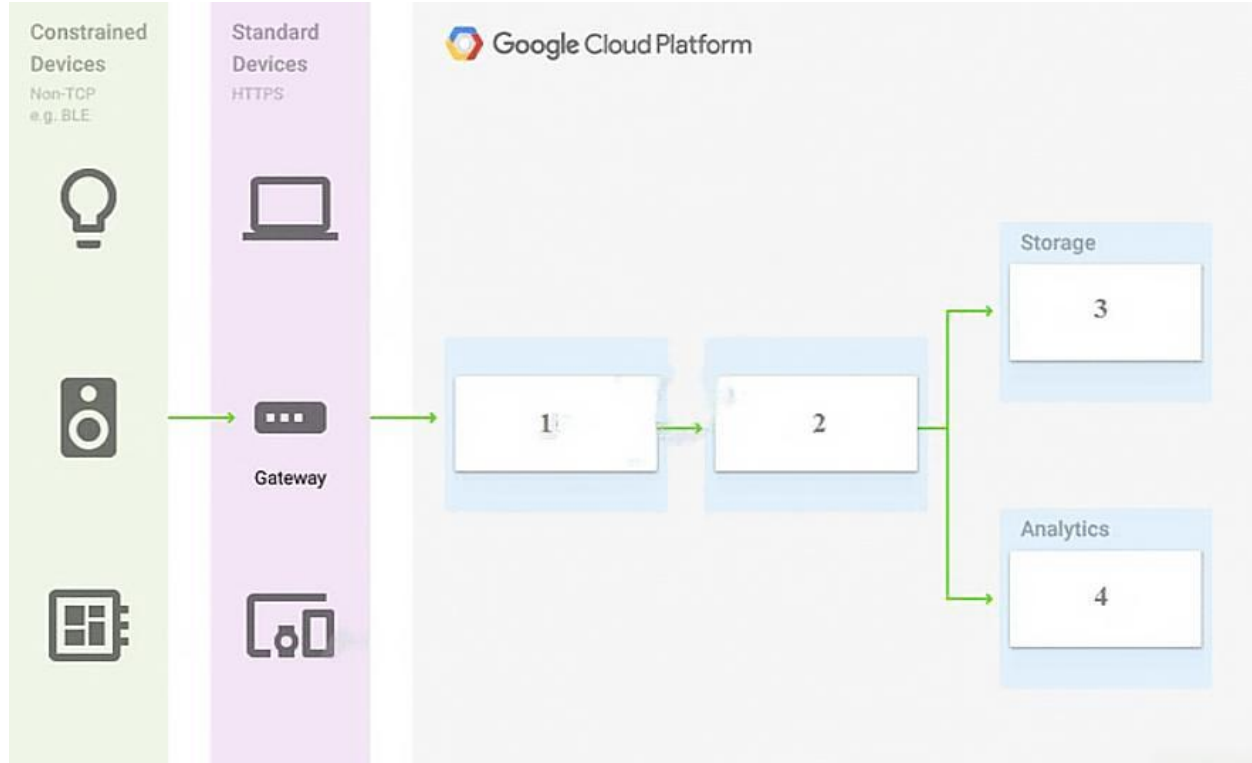 Constrained
Devices
Non-TCP
e.g. BLE
Standard
Devices
HTTPS
Google Cloud Platform
Gateway
1
2
Storage
3
Analytics
4